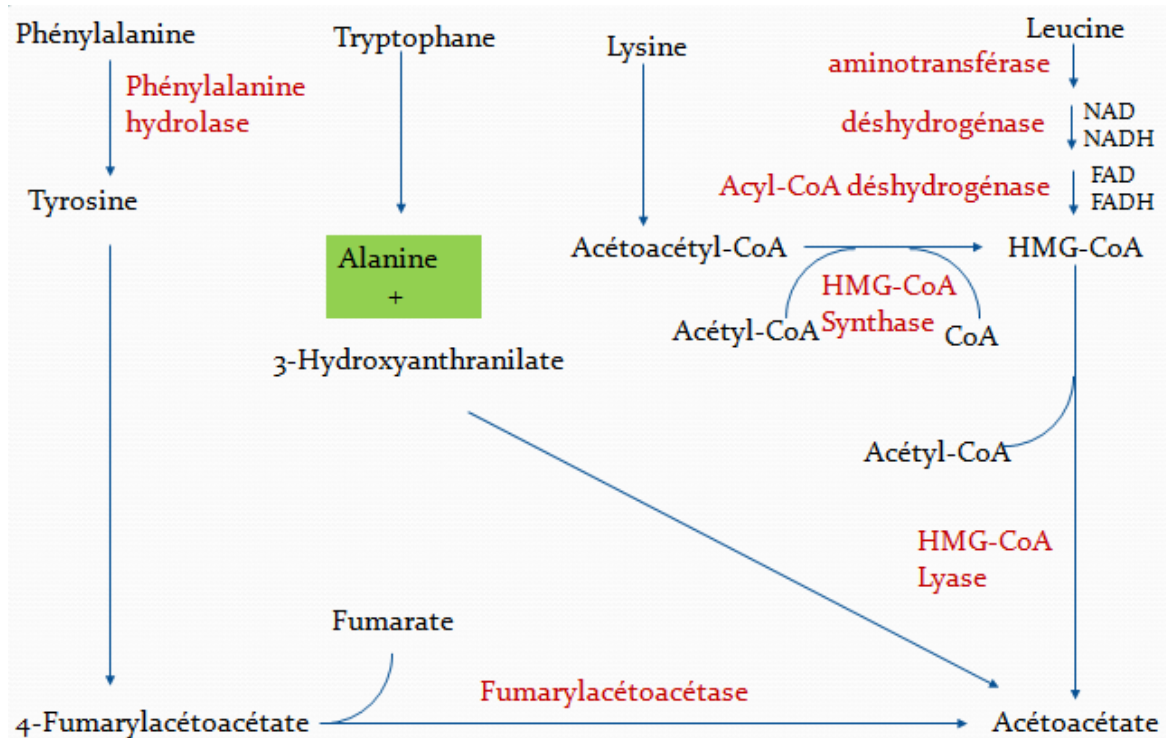 Phénylalanine
Tryptophane
Lysine
Leucine
aminotransférase
Phénylalanine
hydrolase
déshydrogénase
NAD
NADH
Acyl-CoA déshydrogénase
FAD
FADH
Tyrosine
Alanine
+
Acétoacétyl-CoA
HMG-CoA
HMG-CoA
Synthase
Acétyl-CoA
CoA
3-Hydroxyanthranilate
Acétyl-CoA
HMG-CoA
Lyase
Fumarate
Fumarylacétoacétase
4-Fumarylacétoacétate
Acétoacétate